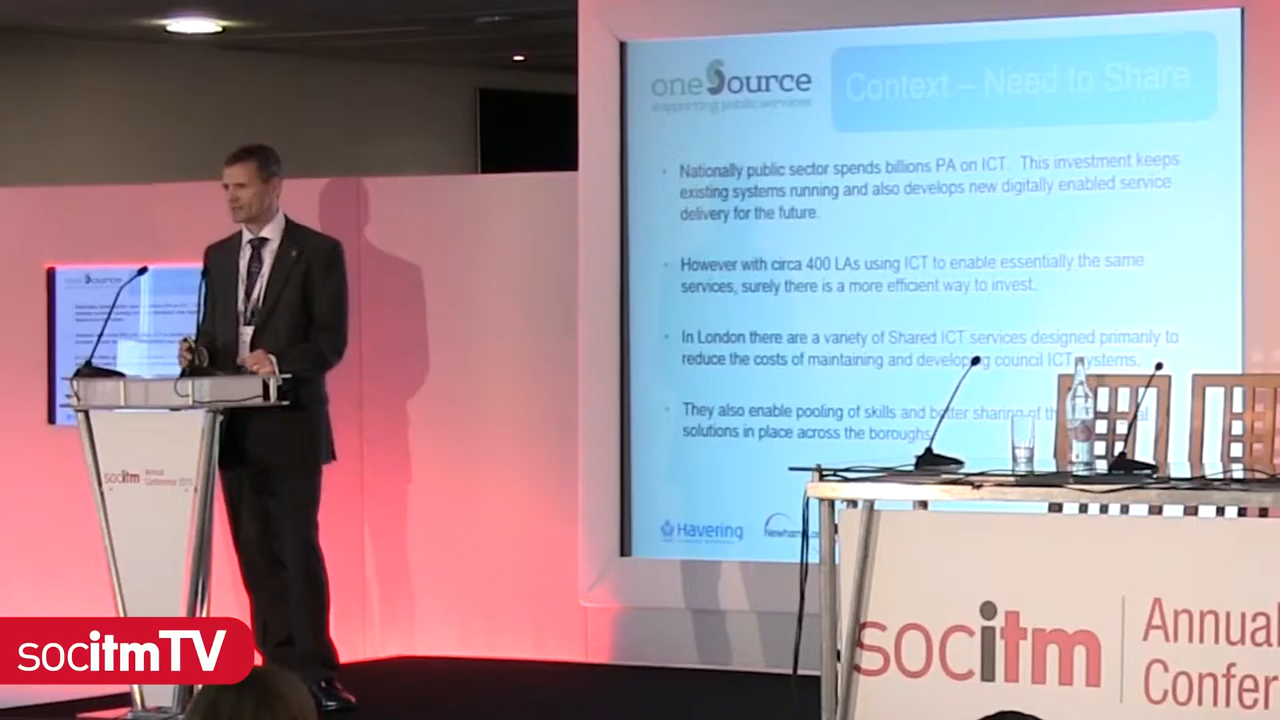 oneSource
supporting public services
Context – Need to Share
Nationally public sector spends billions PA on ICT. This investment keeps
existing systems running and also develops new digitally enabled service
delivery for the future.
However with circa 400 LAs using ICT to enable essentially the same
services, surely there is a more efficient way to invest.
In London there are a variety of Shared ICT services designed primarily to
reduce the costs of maintaining and developing council ICT systems.
They also enable pooling of skills and better sharing of
solutions in place across the boroughs
Havering
Newham
oneSource
socitm Annual
Conference
socitm Annual
Confer
socitmTV